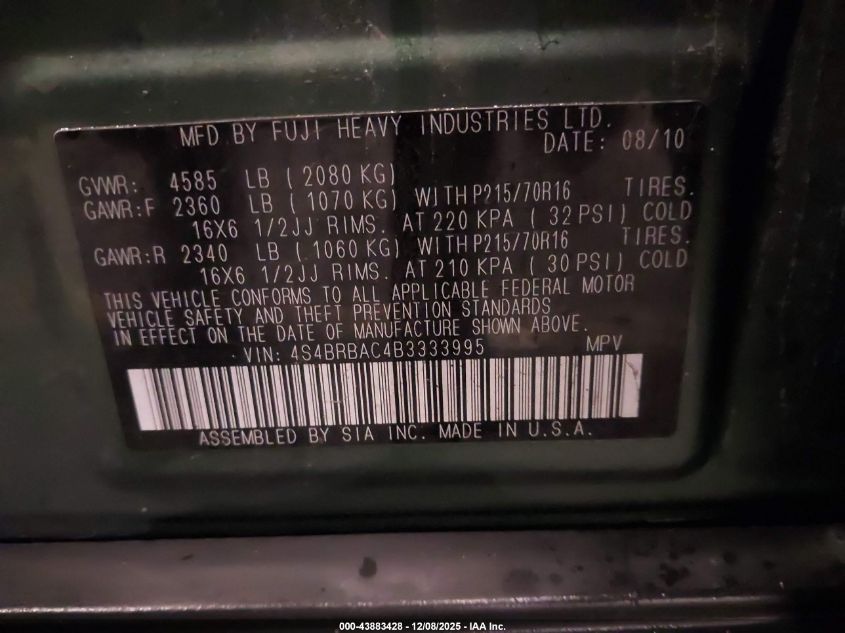 MFD BY FUJI HEAVY INDUSTRIES LTD.
DATE: 08/10
GVWR: 4585 LB ( 2080 KG)
GAWR:F 2360 LB ( 1070 KG) WITH P215/70R16 TIRES.
16X6 1/2JJ RIMS. AT 220 KPA ( 32 PSI) COLD
GAWR:R 2340 LB ( 1060 KG) WITH P215/70R16 TIRES.
16X6 1/2JJ RIMS. AT 210 KPA ( 30 PSI) COLD
THIS VEHICLE CONFORMS TO ALL APPLICABLE FEDERAL MOTOR
VEHICLE SAFETY AND THEFT PREVENTION STANDARDS
IN EFFECT ON THE DATE OF MANUFACTURE SHOWN ABOVE.
VIN: 4S4BRBAC4B3333995 MPV
ASSEMBLED BY SIA INC. MADE IN U.S.A.
000-43883428 - 12/08/2025 - IAA Inc.